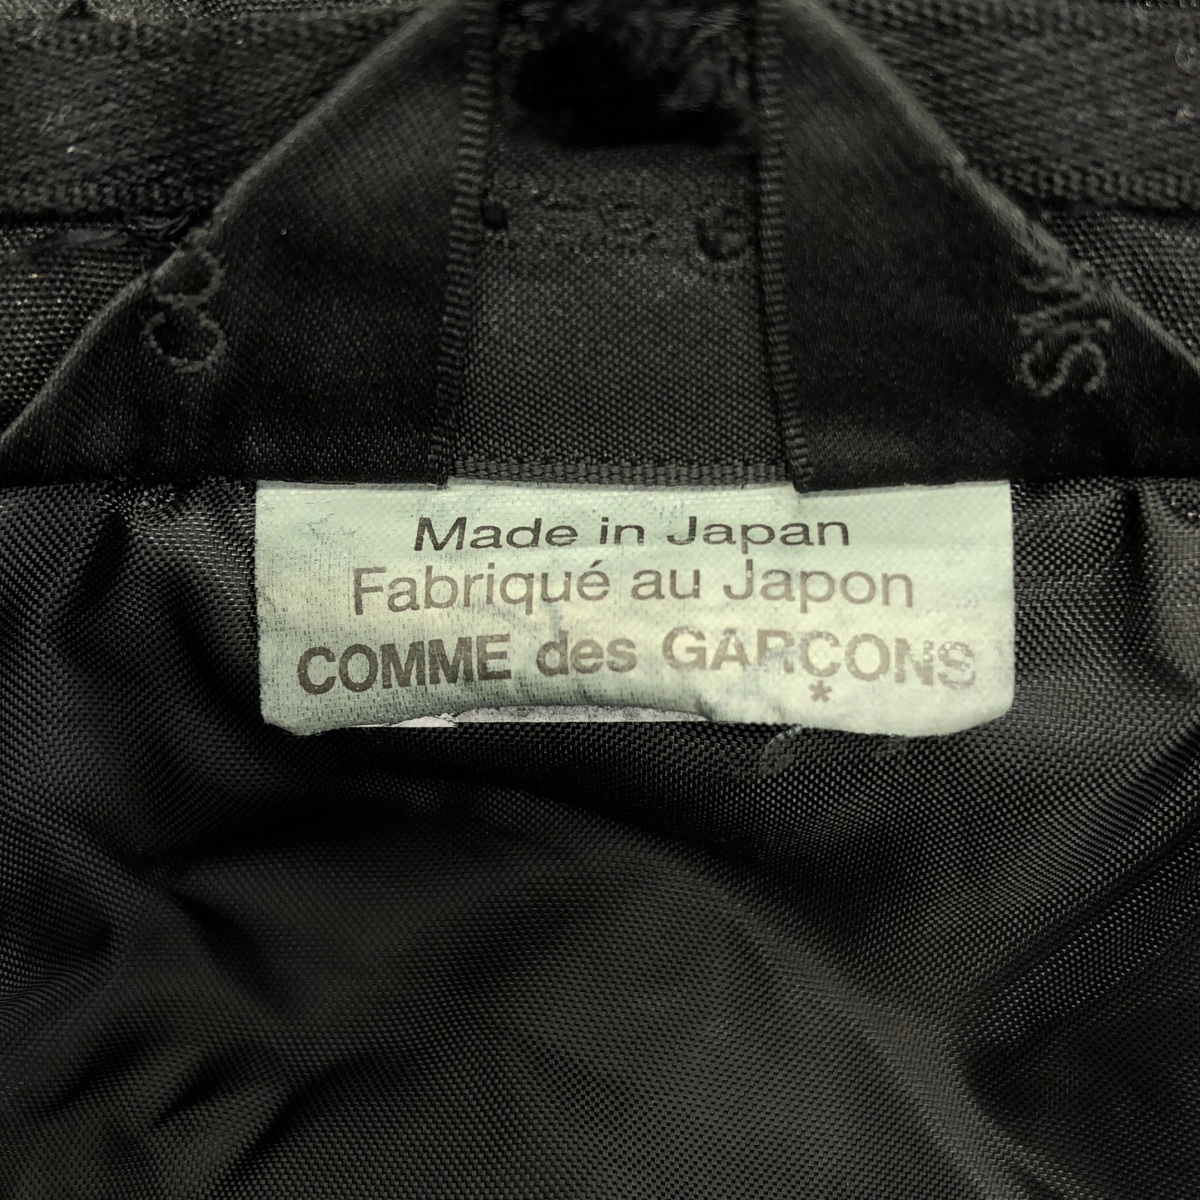 Made in Japan
Fabriqué au Japon
COMME des GARÇONS
*